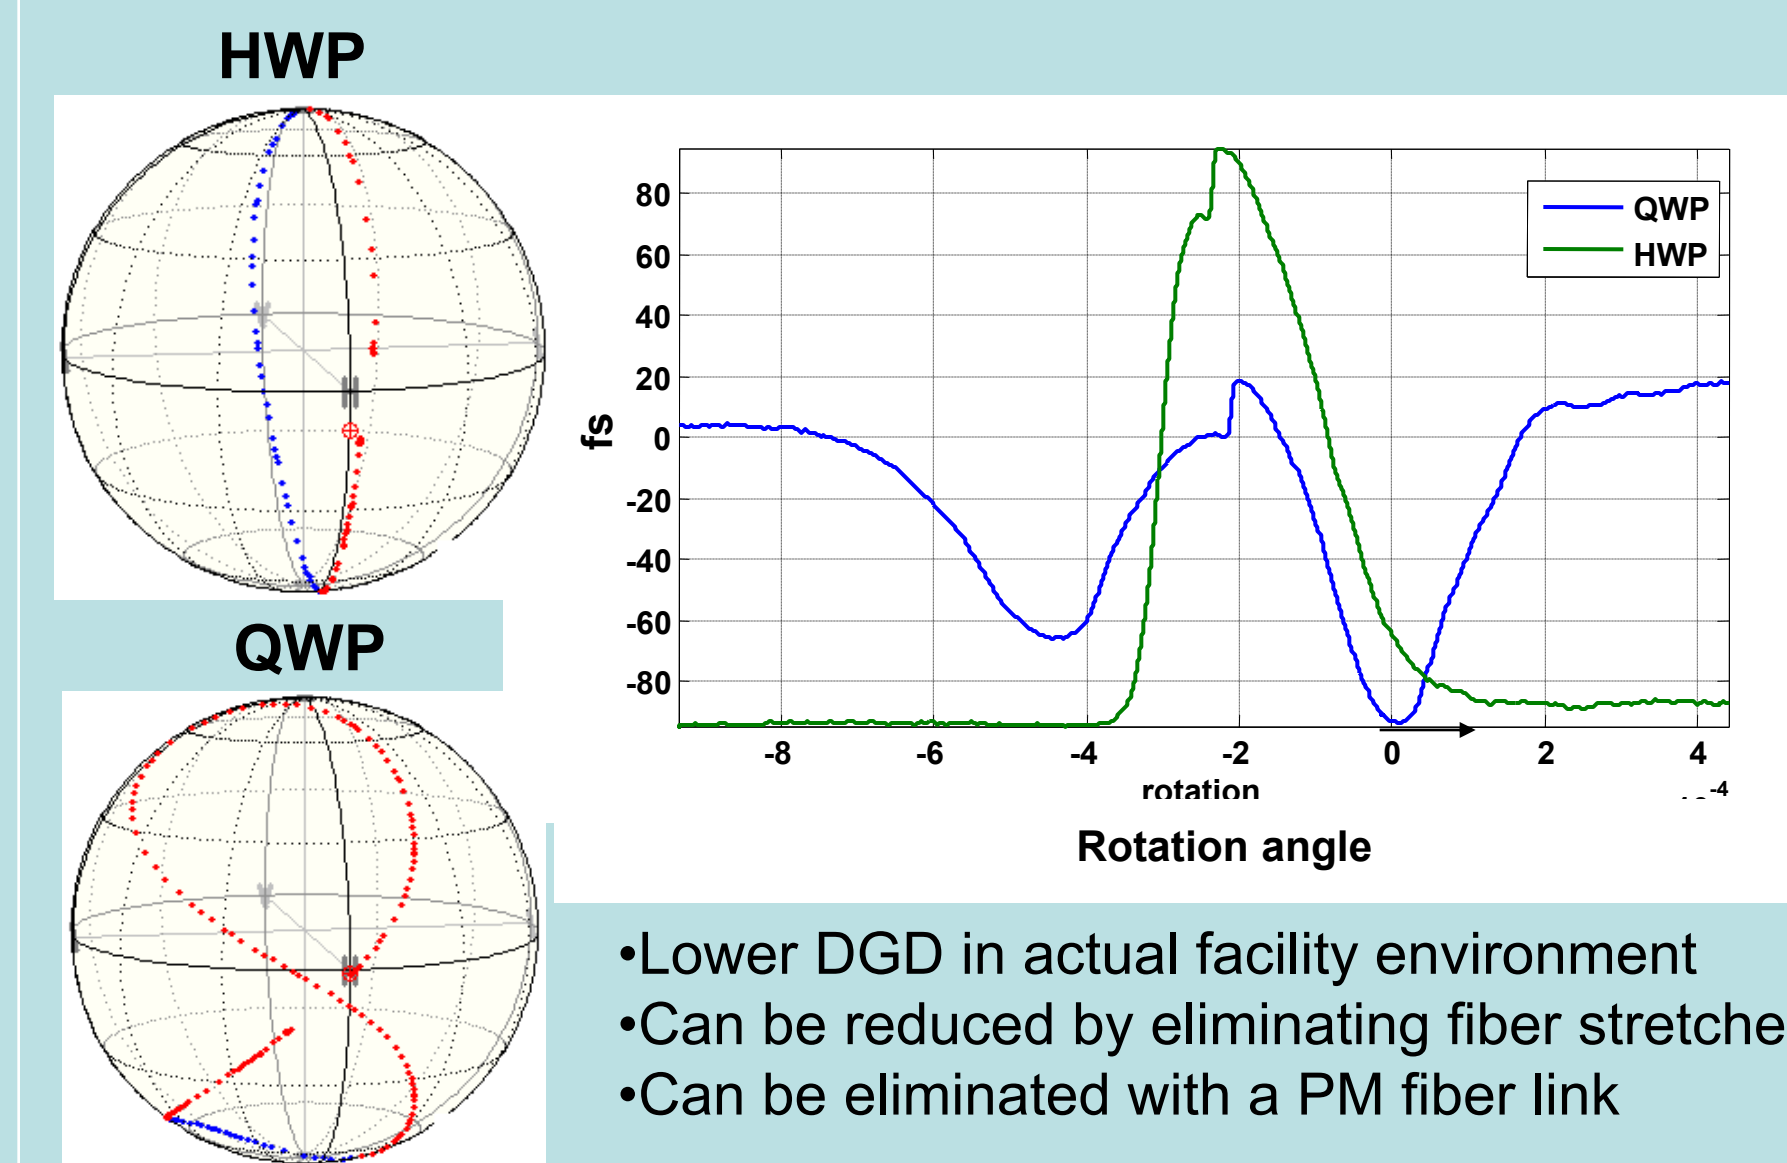 HWP
V
H
QWP
V
H
80
60
40
20
0
-20
-40
-60
-80
fs
QWP
HWP
-8
-6
-4
-2
0
2
4
rotation
-4
Rotation angle
•Lower DGD in actual facility environment
•Can be reduced by eliminating fiber stretche
•Can be eliminated with a PM fiber link